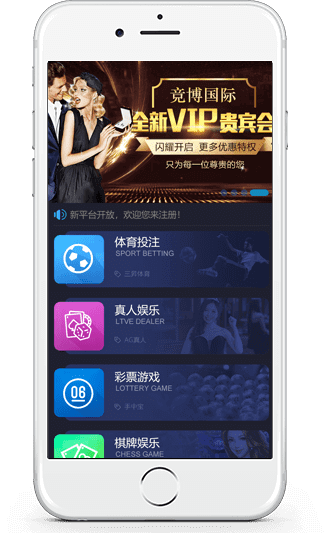 竞博国际
全新VIP贵宾会
闪耀开启 更多优惠特权
只为每一位尊贵的您
新平台开放，欢迎您来注册！
体育投注
SPORT BETTING
三昇体育
真人娱乐
LTVE DEALER
AG真人
彩票游戏
LOTTERY GAME
06
双中宝
棋牌娱乐
CHESS GAME